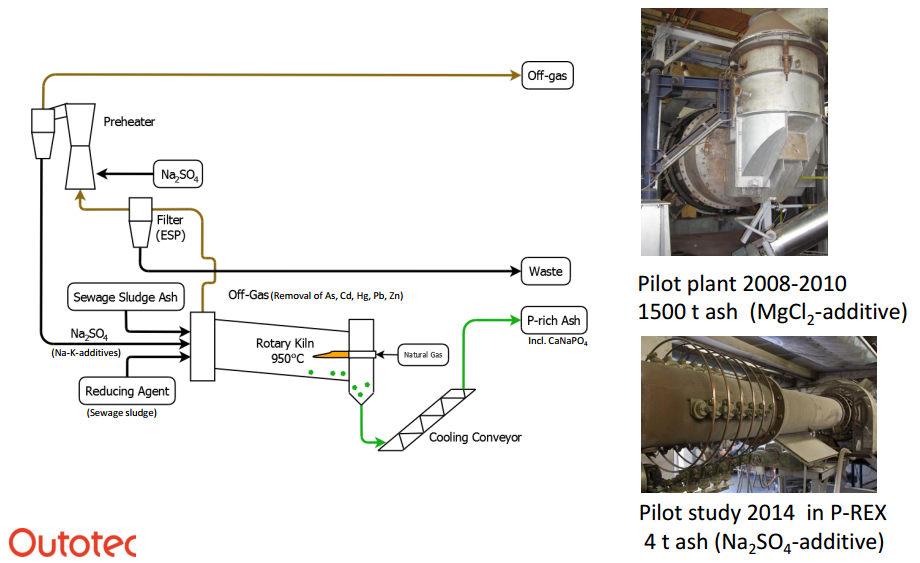 Off-gas
Preheater
Na₂SO₄
Filter
(ESP)
Waste
Sewage Sludge Ash
Off-Gas (Removal of As, Cd, Hg, Pb, Zn)
P-rich Ash
Incl. CaNaPO₄
Na₂SO₄
(Na-K-additives)
Rotary Kiln
950°C
Natural Gas
Reducing Agent
(Sewage sludge)
Cooling Conveyor
Outotec
Pilot plant 2008-2010
1500 t ash (MgCl₂-additive)
Pilot study 2014 in P-REX
4 t ash (Na₂SO₄-additive)